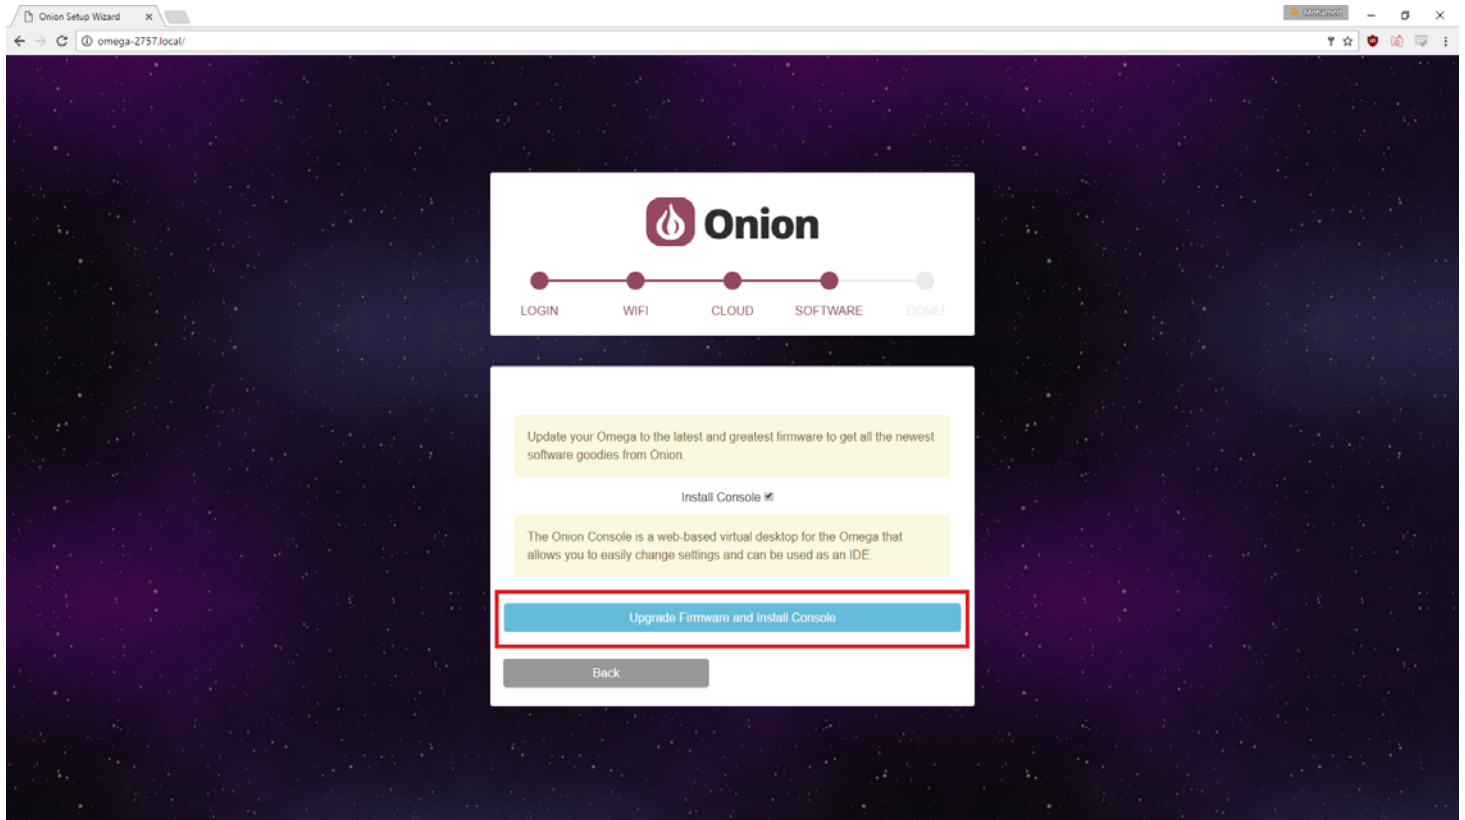 Onion Setup Wizard
Mohamed
omega-2757.local/
Onion
LOGIN WIFI CLOUD SOFTWARE DONE!
Update your Omega to the latest and greatest firmware to get all the newest
software goodies from Onion.
Install Console
The Onion Console is a web-based virtual desktop for the Omega that
allows you to easily change settings and can be used as an IDE.
Upgrade Firmware and Install Console
Back